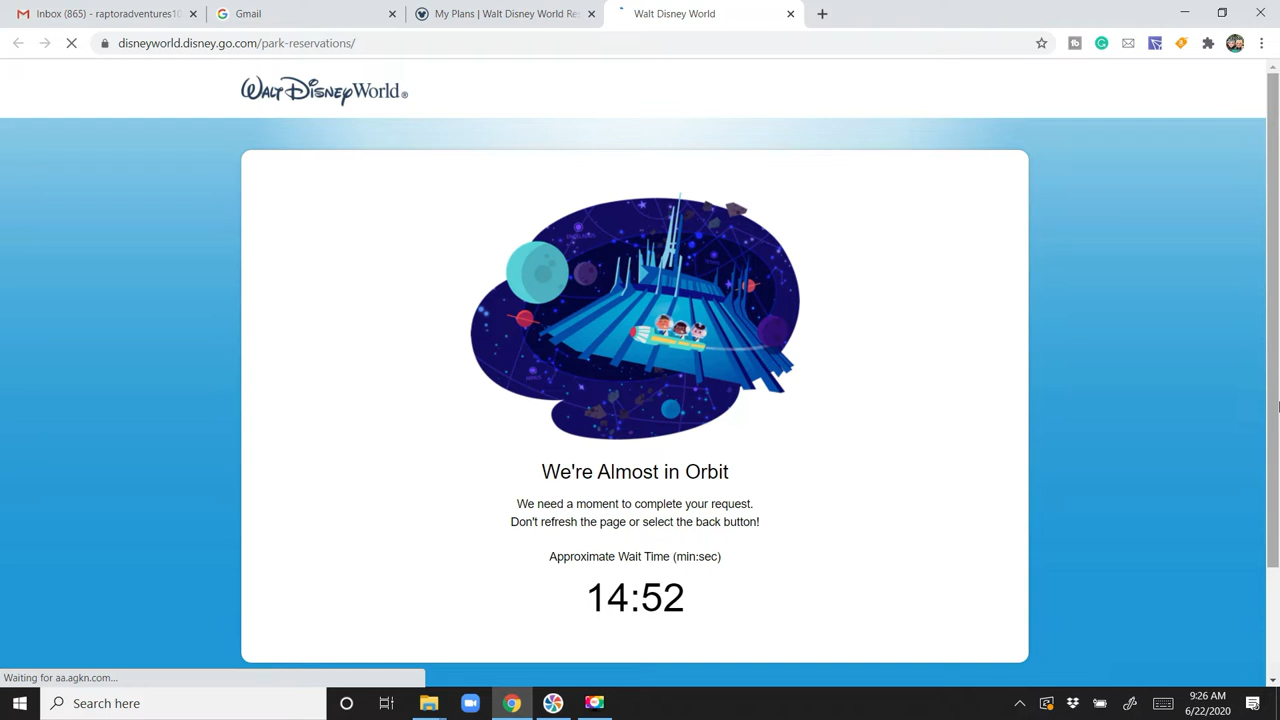 Inbox (865) - raptoradventures10
Gmail
My Plans | Walt Disney World Res
Walt Disney World
disneyworld.disney.go.com/park-reservations/
Walt Disney World®
We're Almost in Orbit
We need a moment to complete your request.
Don't refresh the page or select the back button!
Approximate Wait Time (min:sec)
14:52
Waiting for aa.agkn.com...
Search here
9:26 AM
6/22/2020